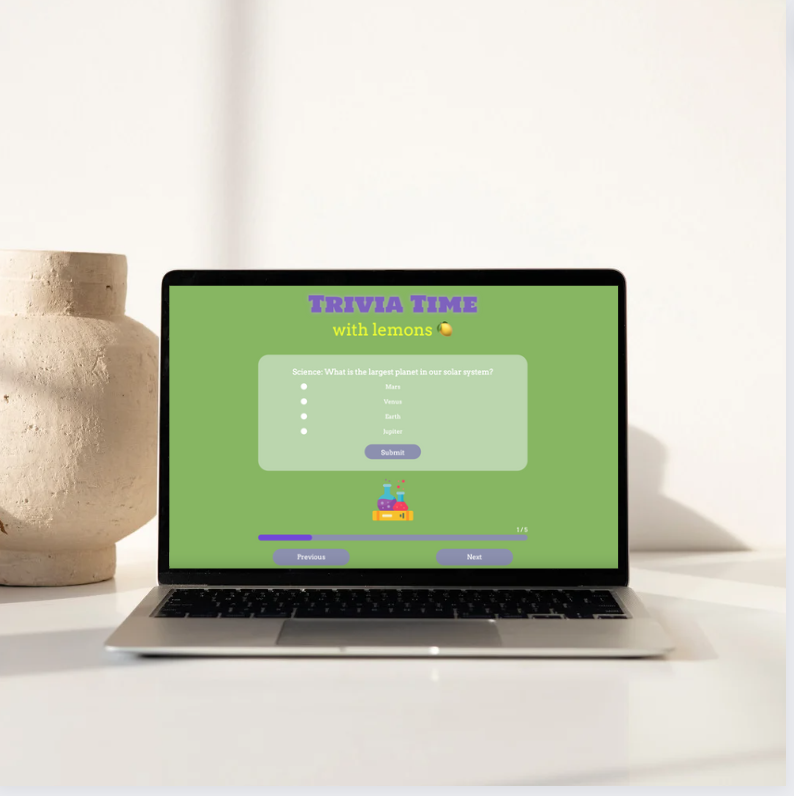 TRIVIA TIME
with lemons 🍋
Science: What is the largest planet in our solar system?
Mars
Venus
Earth
Jupiter
Submit
1 / 5
Previous
Next